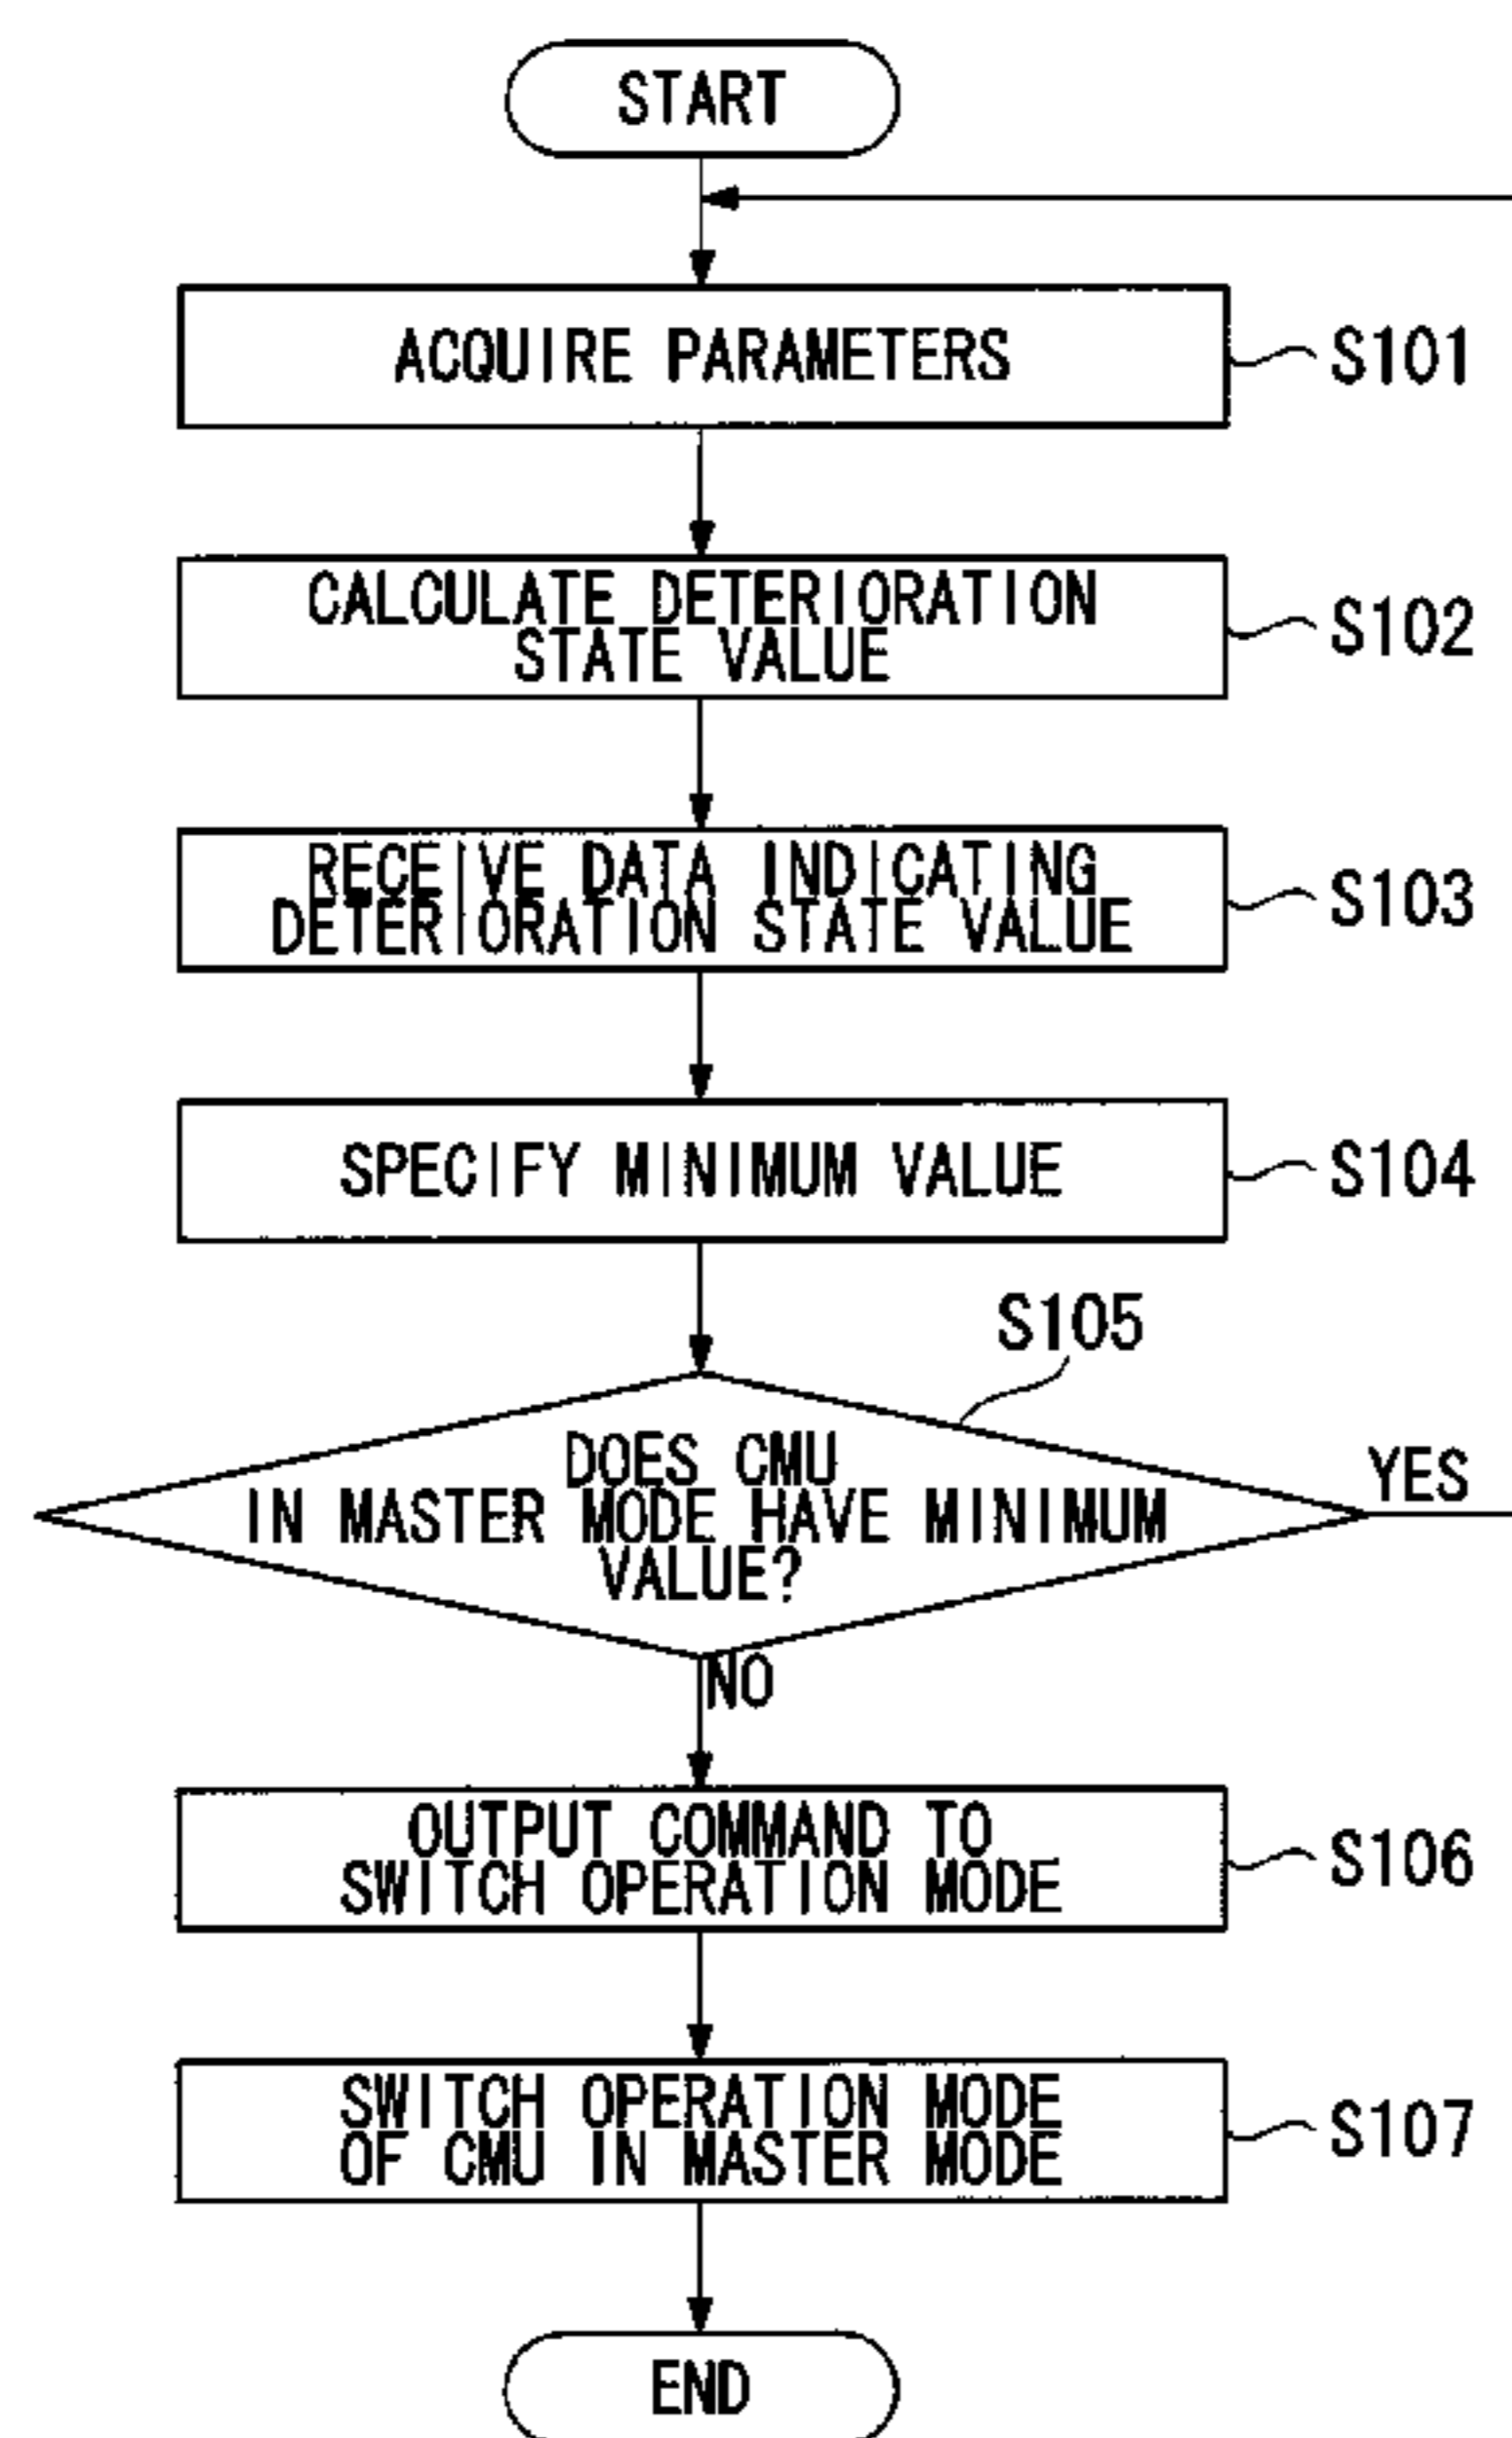 START
ACQUIRE PARAMETERS
S101
CALCULATE DETERIORATION
STATE VALUE
S102
RECEIVE DATA INDICATING
DETERIORATION STATE VALUE
S103
SPECIFY MINIMUM VALUE
S104
S105
DOES CMU
IN MASTER MODE HAVE MINIMUM
VALUE?
YES
NO
OUTPUT COMMAND TO
SWITCH OPERATION MODE
S106
SWITCH OPERATION MODE
OF CMU IN MASTER MODE
S107
END